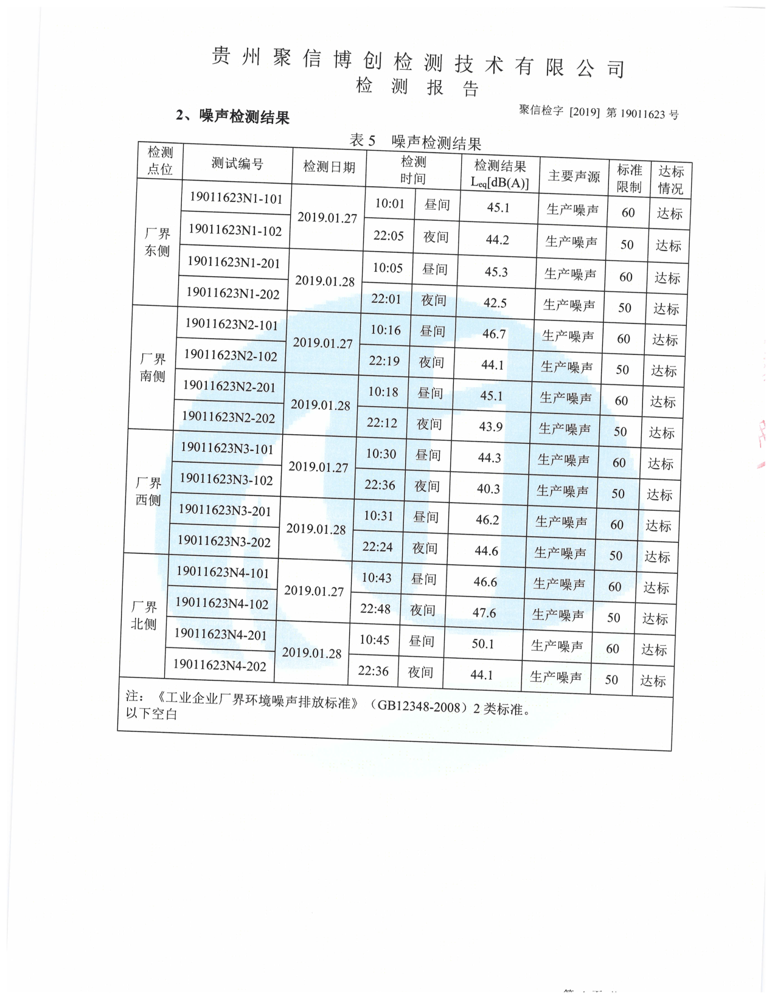 贵州聚信博创检测技术有限公司
检测报告
聚信检字 [2019] 第 19011623 号
2、噪声检测结果
表 5 噪声检测结果
检测点位 测试编号 检测日期 检测时间 检测结果 Leq[dB(A)] 主要声源 标准限制 达标情况
厂界东侧 19011623N1-101 2019.01.27 10:01 昼间 45.1 生产噪声 60 达标
19011623N1-102 22:05 夜间 44.2 生产噪声 50 达标
19011623N1-201 2019.01.28 10:05 昼间 45.3 生产噪声 60 达标
19011623N1-202 22:01 夜间 42.5 生产噪声 50 达标
厂界南侧 19011623N2-101 2019.01.27 10:16 昼间 46.7 生产噪声 60 达标
19011623N2-102 22:19 夜间 44.1 生产噪声 50 达标
19011623N2-201 2019.01.28 10:18 昼间 45.1 生产噪声 60 达标
19011623N2-202 22:12 夜间 43.9 生产噪声 50 达标
厂界西侧 19011623N3-101 2019.01.27 10:30 昼间 44.3 生产噪声 60 达标
19011623N3-102 22:36 夜间 40.3 生产噪声 50 达标
19011623N3-201 2019.01.28 10:31 昼间 46.2 生产噪声 60 达标
19011623N3-202 22:24 夜间 44.6 生产噪声 50 达标
厂界北侧 19011623N4-101 2019.01.27 10:43 昼间 46.6 生产噪声 60 达标
19011623N4-102 22:48 夜间 47.6 生产噪声 50 达标
19011623N4-201 2019.01.28 10:45 昼间 50.1 生产噪声 60 达标
19011623N4-202 22:36 夜间 44.1 生产噪声 50 达标
注：《工业企业厂界环境噪声排放标准》（GB12348-2008）2 类标准。
以下空白